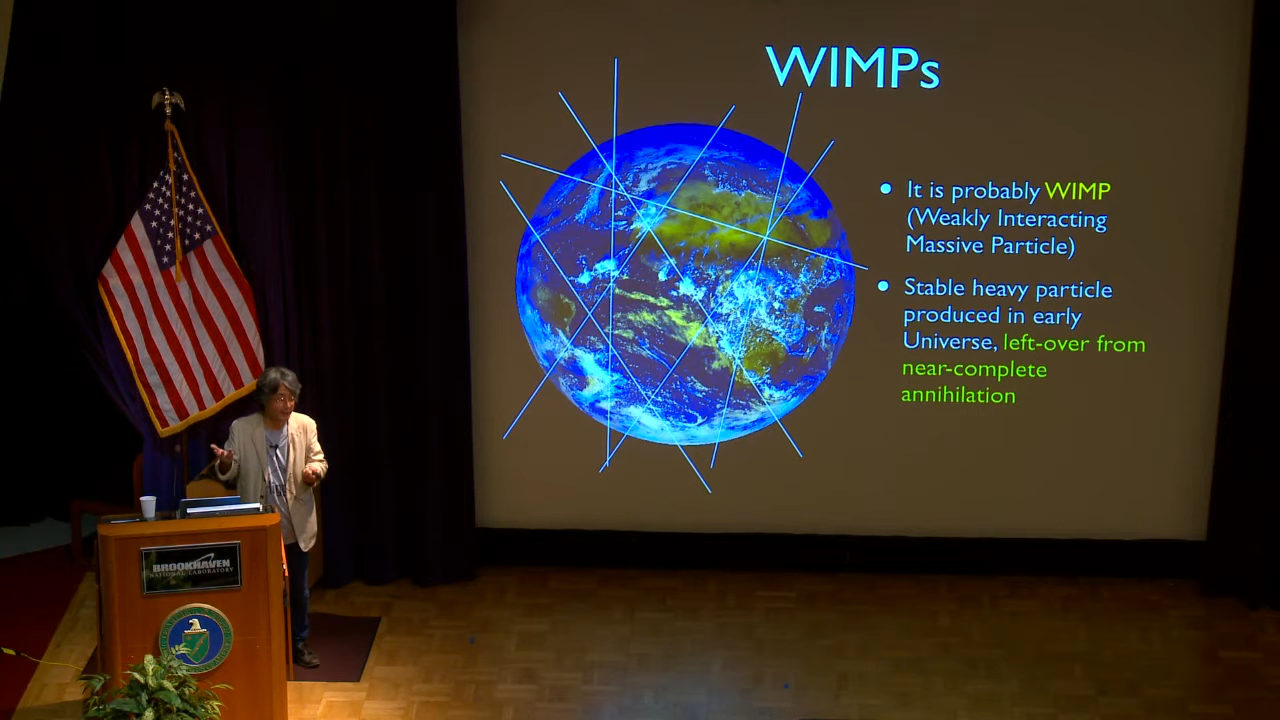 WIMPs
• It is probably WIMP
(Weakly Interacting
Massive Particle)
• Stable heavy particle
produced in early
Universe, left-over from
near-complete
annihilation
BROOKHAVEN
NATIONAL LABORATORY